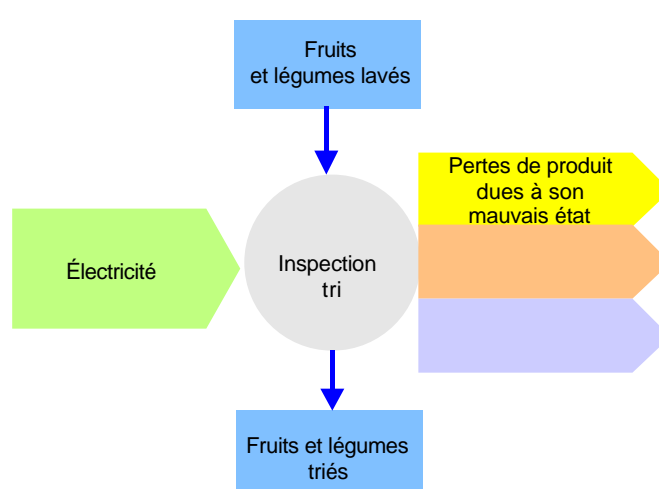 Fruits
et légumes lavés
Pertes de produit
dues à son
mauvais état
Électricité
Inspection
tri
Fruits et légumes
triés